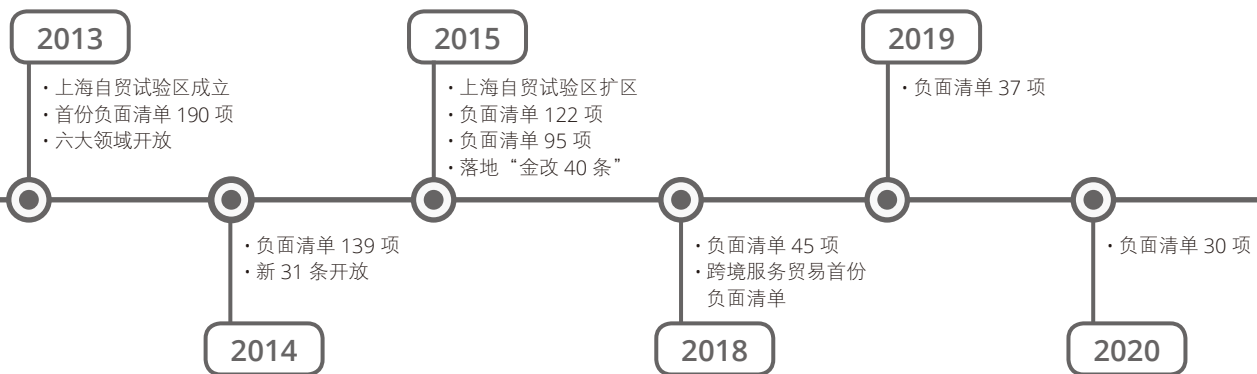 2013
· 上海自贸试验区成立
· 首份负面清单 190 项
· 六大领域开放
2014
· 负面清单 139 项
· 新 31 条开放
2015
· 上海自贸试验区扩区
· 负面清单 122 项
· 负面清单 95 项
· 落地“金改 40 条”
2018
· 负面清单 45 项
· 跨境服务贸易首份
负面清单
2019
· 负面清单 37 项
2020
· 负面清单 30 项